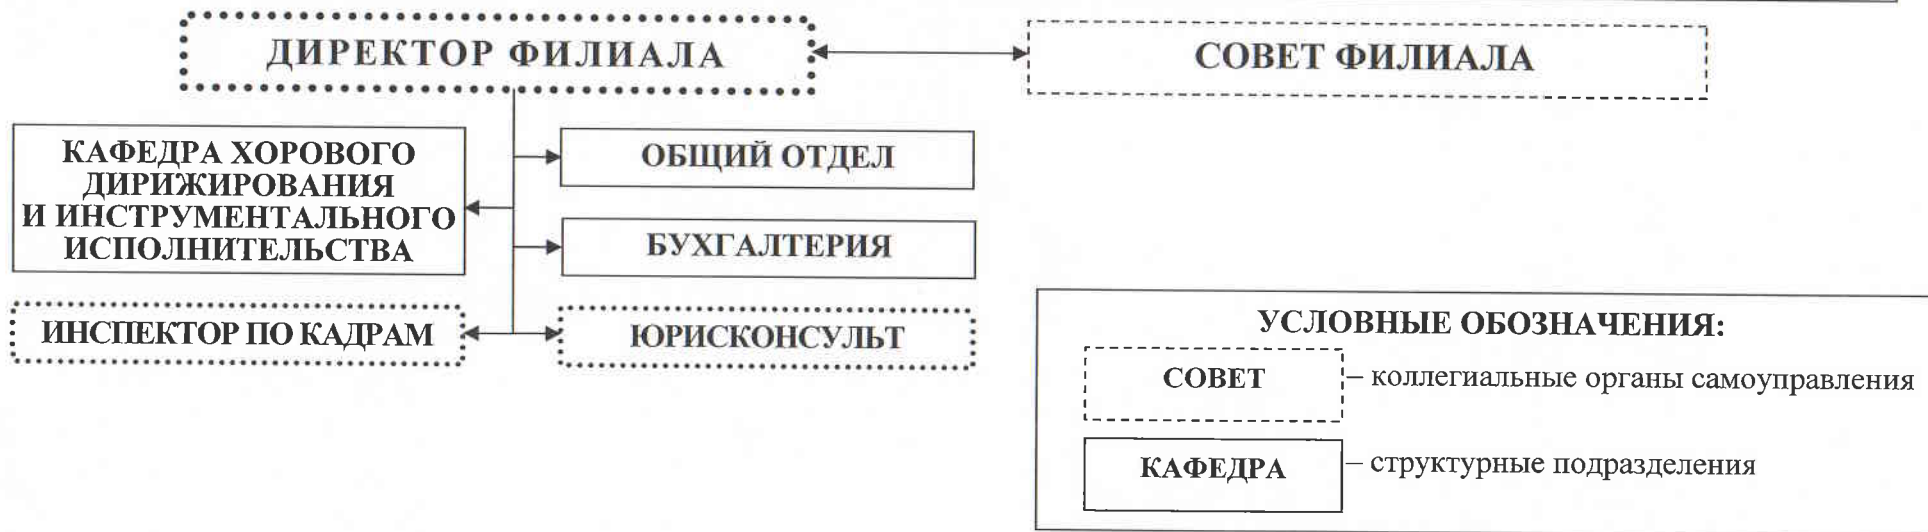 ДИРЕКТОР ФИЛИАЛА
СОВЕТ ФИЛИАЛА
КАФЕДРА ХОРОВОГО
ДИРИЖИРОВАНИЯ
И ИНСТРУМЕНТАЛЬНОГО
ИСПОЛНИТЕЛЬСТВА
ОБЩИЙ ОТДЕЛ
БУХГАЛТЕРИЯ
ИНСПЕКТОР ПО КАДРАМ
ЮРИСКОНСУЛЬТ
УСЛОВНЫЕ ОБОЗНАЧЕНИЯ:
СОВЕТ – коллегиальные органы самоуправления
КАФЕДРА – структурные подразделения